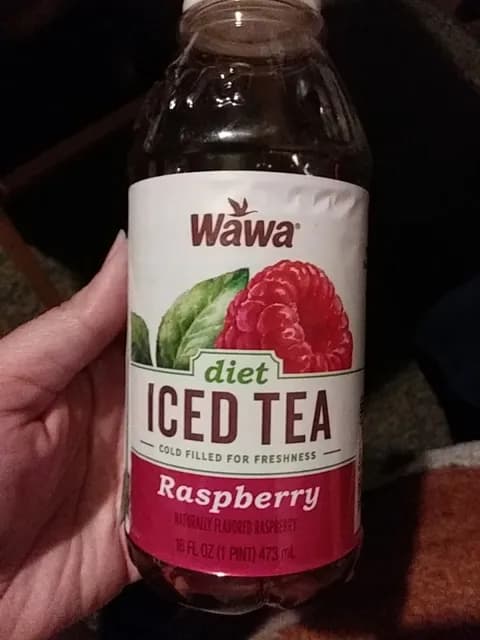 Wawa®
diet
ICED TEA
COLD FILLED FOR FRESHNESS
Raspberry
NATURALLY FLAVORED RASPBERRY
16 FL OZ (1 PINT) 473 mL